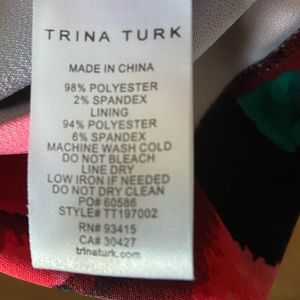 TRINA TURK
MADE IN CHINA
98% POLYESTER
2% SPANDEX
LINING
94% POLYESTER
6% SPANDEX
MACHINE WASH COLD
DO NOT BLEACH
LINE DRY
LOW IRON IF NEEDED
DO NOT DRY CLEAN
PO# 60586
STYLE# TT197002
RN# 93415
CA# 30427
trinaturk.com